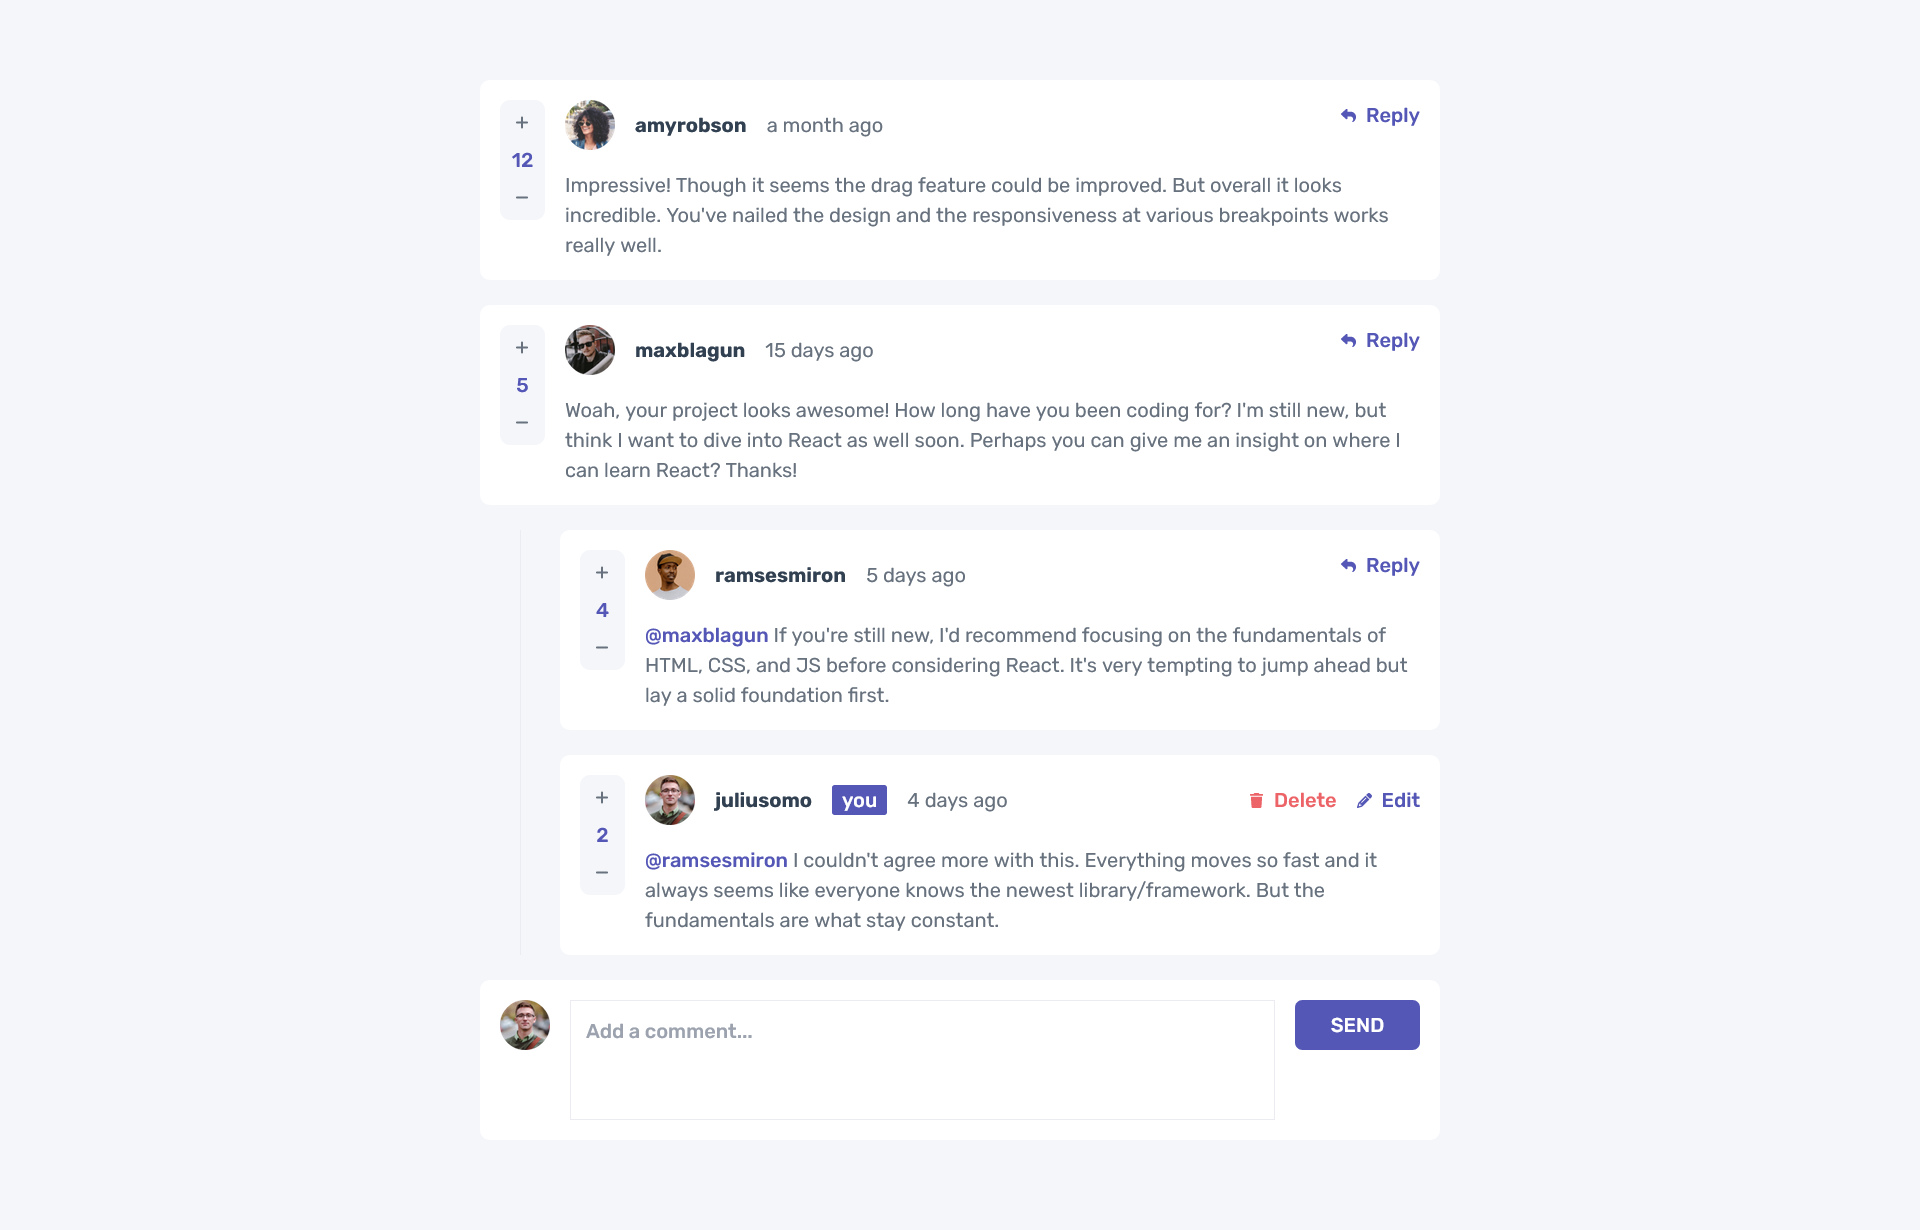 +
amyrobson a month ago Reply
12
−
Impressive! Though it seems the drag feature could be improved. But overall it looks
incredible. You've nailed the design and the responsiveness at various breakpoints works
really well.
+
maxblagun 15 days ago Reply
5
−
Woah, your project looks awesome! How long have you been coding for? I'm still new, but
think I want to dive into React as well soon. Perhaps you can give me an insight on where I
can learn React? Thanks!
+
ramsesmiron 5 days ago Reply
4
−
@maxblagun If you're still new, I'd recommend focusing on the fundamentals of
HTML, CSS, and JS before considering React. It's very tempting to jump ahead but
lay a solid foundation first.
+
juliusomo you 4 days ago Delete Edit
2
−
@ramsesmiron I couldn't agree more with this. Everything moves so fast and it
always seems like everyone knows the newest library/framework. But the
fundamentals are what stay constant.
Add a comment... SEND